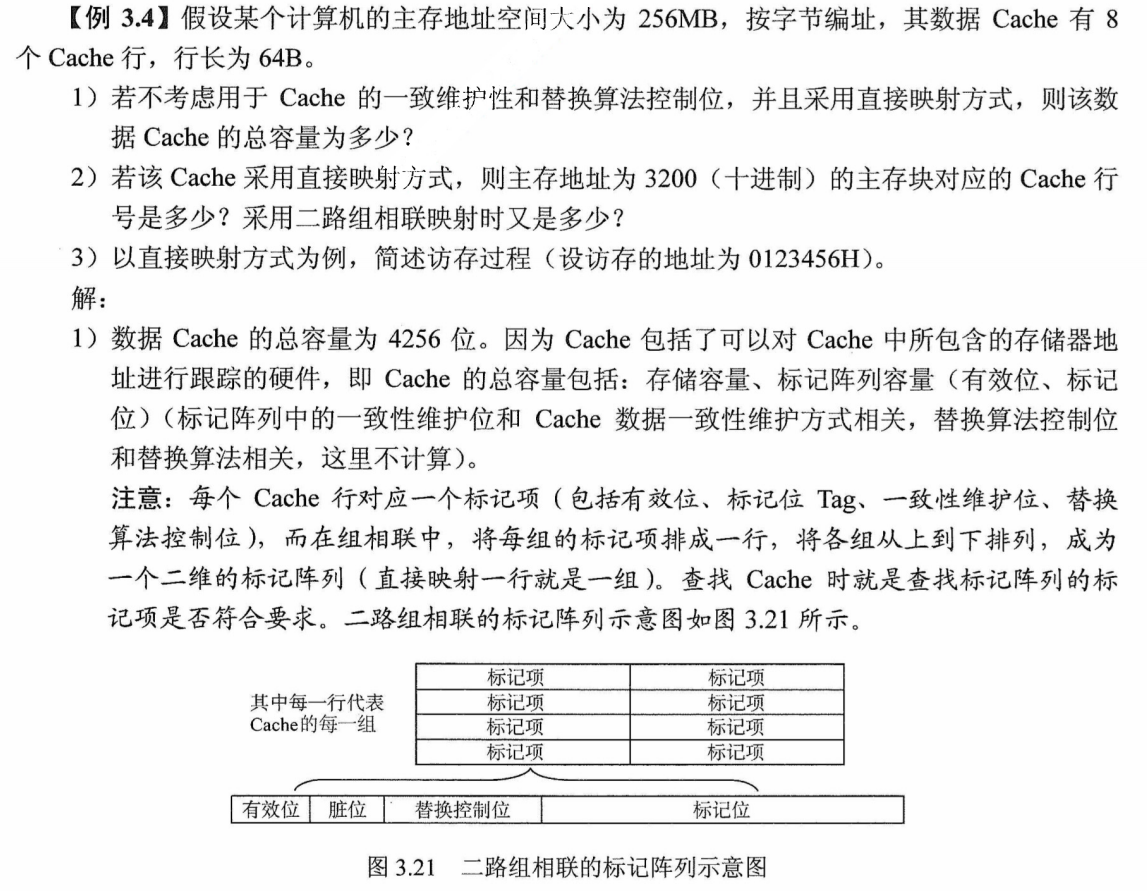 【例 3.4】假设某个计算机的主存地址空间大小为 256MB，按字节编址，其数据 Cache 有 8
个 Cache 行，行长为 64B。
1）若不考虑用于 Cache 的一致维护性和替换算法控制位，并且采用直接映射方式，则该数
据 Cache 的总容量为多少？
2）若该 Cache 采用直接映射方式，则主存地址为 3200（十进制）的主存块对应的 Cache 行
号是多少？采用二路组相联映射时又是多少？
3）以直接映射方式为例，简述访存过程（设访存的地址为 0123456H）。
解：
1）数据 Cache 的总容量为 4256 位。因为 Cache 包括了可以对 Cache 中所包含的存储器地
址进行跟踪的硬件，即 Cache 的总容量包括：存储容量、标记阵列容量（有效位、标记
位）（标记阵列中的一致性维护位和 Cache 数据一致性维护方式相关，替换算法控制位
和替换算法相关，这里不计算）。
注意：每个 Cache 行对应一个标记项（包括有效位、标记位 Tag、一致性维护位、替换
算法控制位），而在组相联中，将每组的标记项排成一行，将各组从上到下排列，成为
一个二维的标记阵列（直接映射一行就是一组）。查找 Cache 时就是查找标记阵列的标
记项是否符合要求。二路组相联的标记阵列示意图如图 3.21 所示。
标记项 标记项
其中每一行代表 标记项 标记项
Cache的每一组 标记项 标记项
标记项 标记项
有效位 脏位 替换控制位 标记位
图 3.21 二路组相联的标记阵列示意图